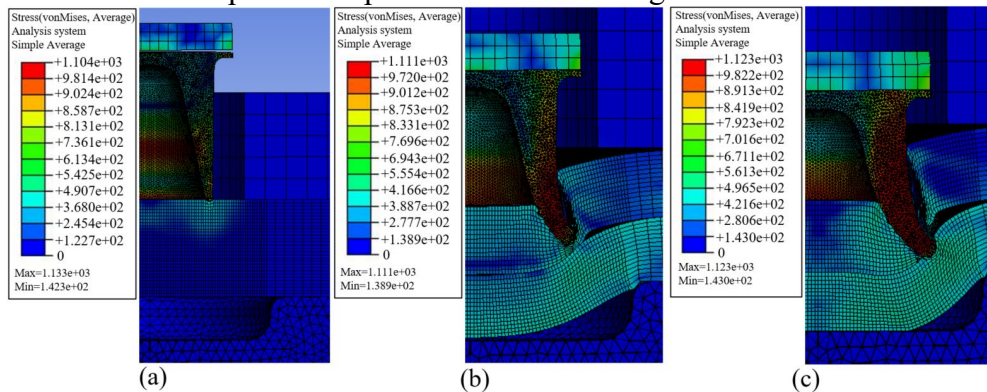 Stress(vonMises, Average)
Analysis system
Simple Average
+1.104e+03
+9.814e+02
+9.024e+02
+8.587e+02
+8.131e+02
+7.361e+02
+6.134e+02
+5.425e+02
+4.907e+02
+3.680e+02
+2.454e+02
+1.227e+02
0
Max=1.133e+03
Min=1.423e+02
(a)
Stress(vonMises, Average)
Analysis system
Simple Average
+1.111e+03
+9.720e+02
+9.012e+02
+8.753e+02
+8.331e+02
+7.696e+02
+6.943e+02
+5.554e+02
+4.166e+02
+3.887e+02
+2.777e+02
+1.389e+02
0
Max=1.111e+03
Min=1.389e+02
(b)
Stress(vonMises, Average)
Analysis system
Simple Average
+1.123e+03
+9.822e+02
+8.913e+02
+8.419e+02
+7.923e+02
+7.016e+02
+6.711e+02
+5.613e+02
+4.965e+02
+4.216e+02
+2.806e+02
+1.430e+02
0
Max=1.123e+03
Min=1.430e+02
(c)